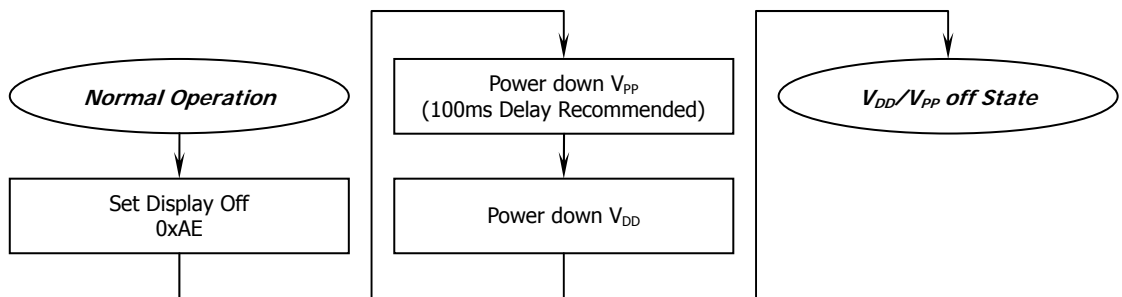 Normal Operation
Set Display Off
0xAE
Power down VPP
(100ms Delay Recommended)
Power down VDD
VDD/VPP off State